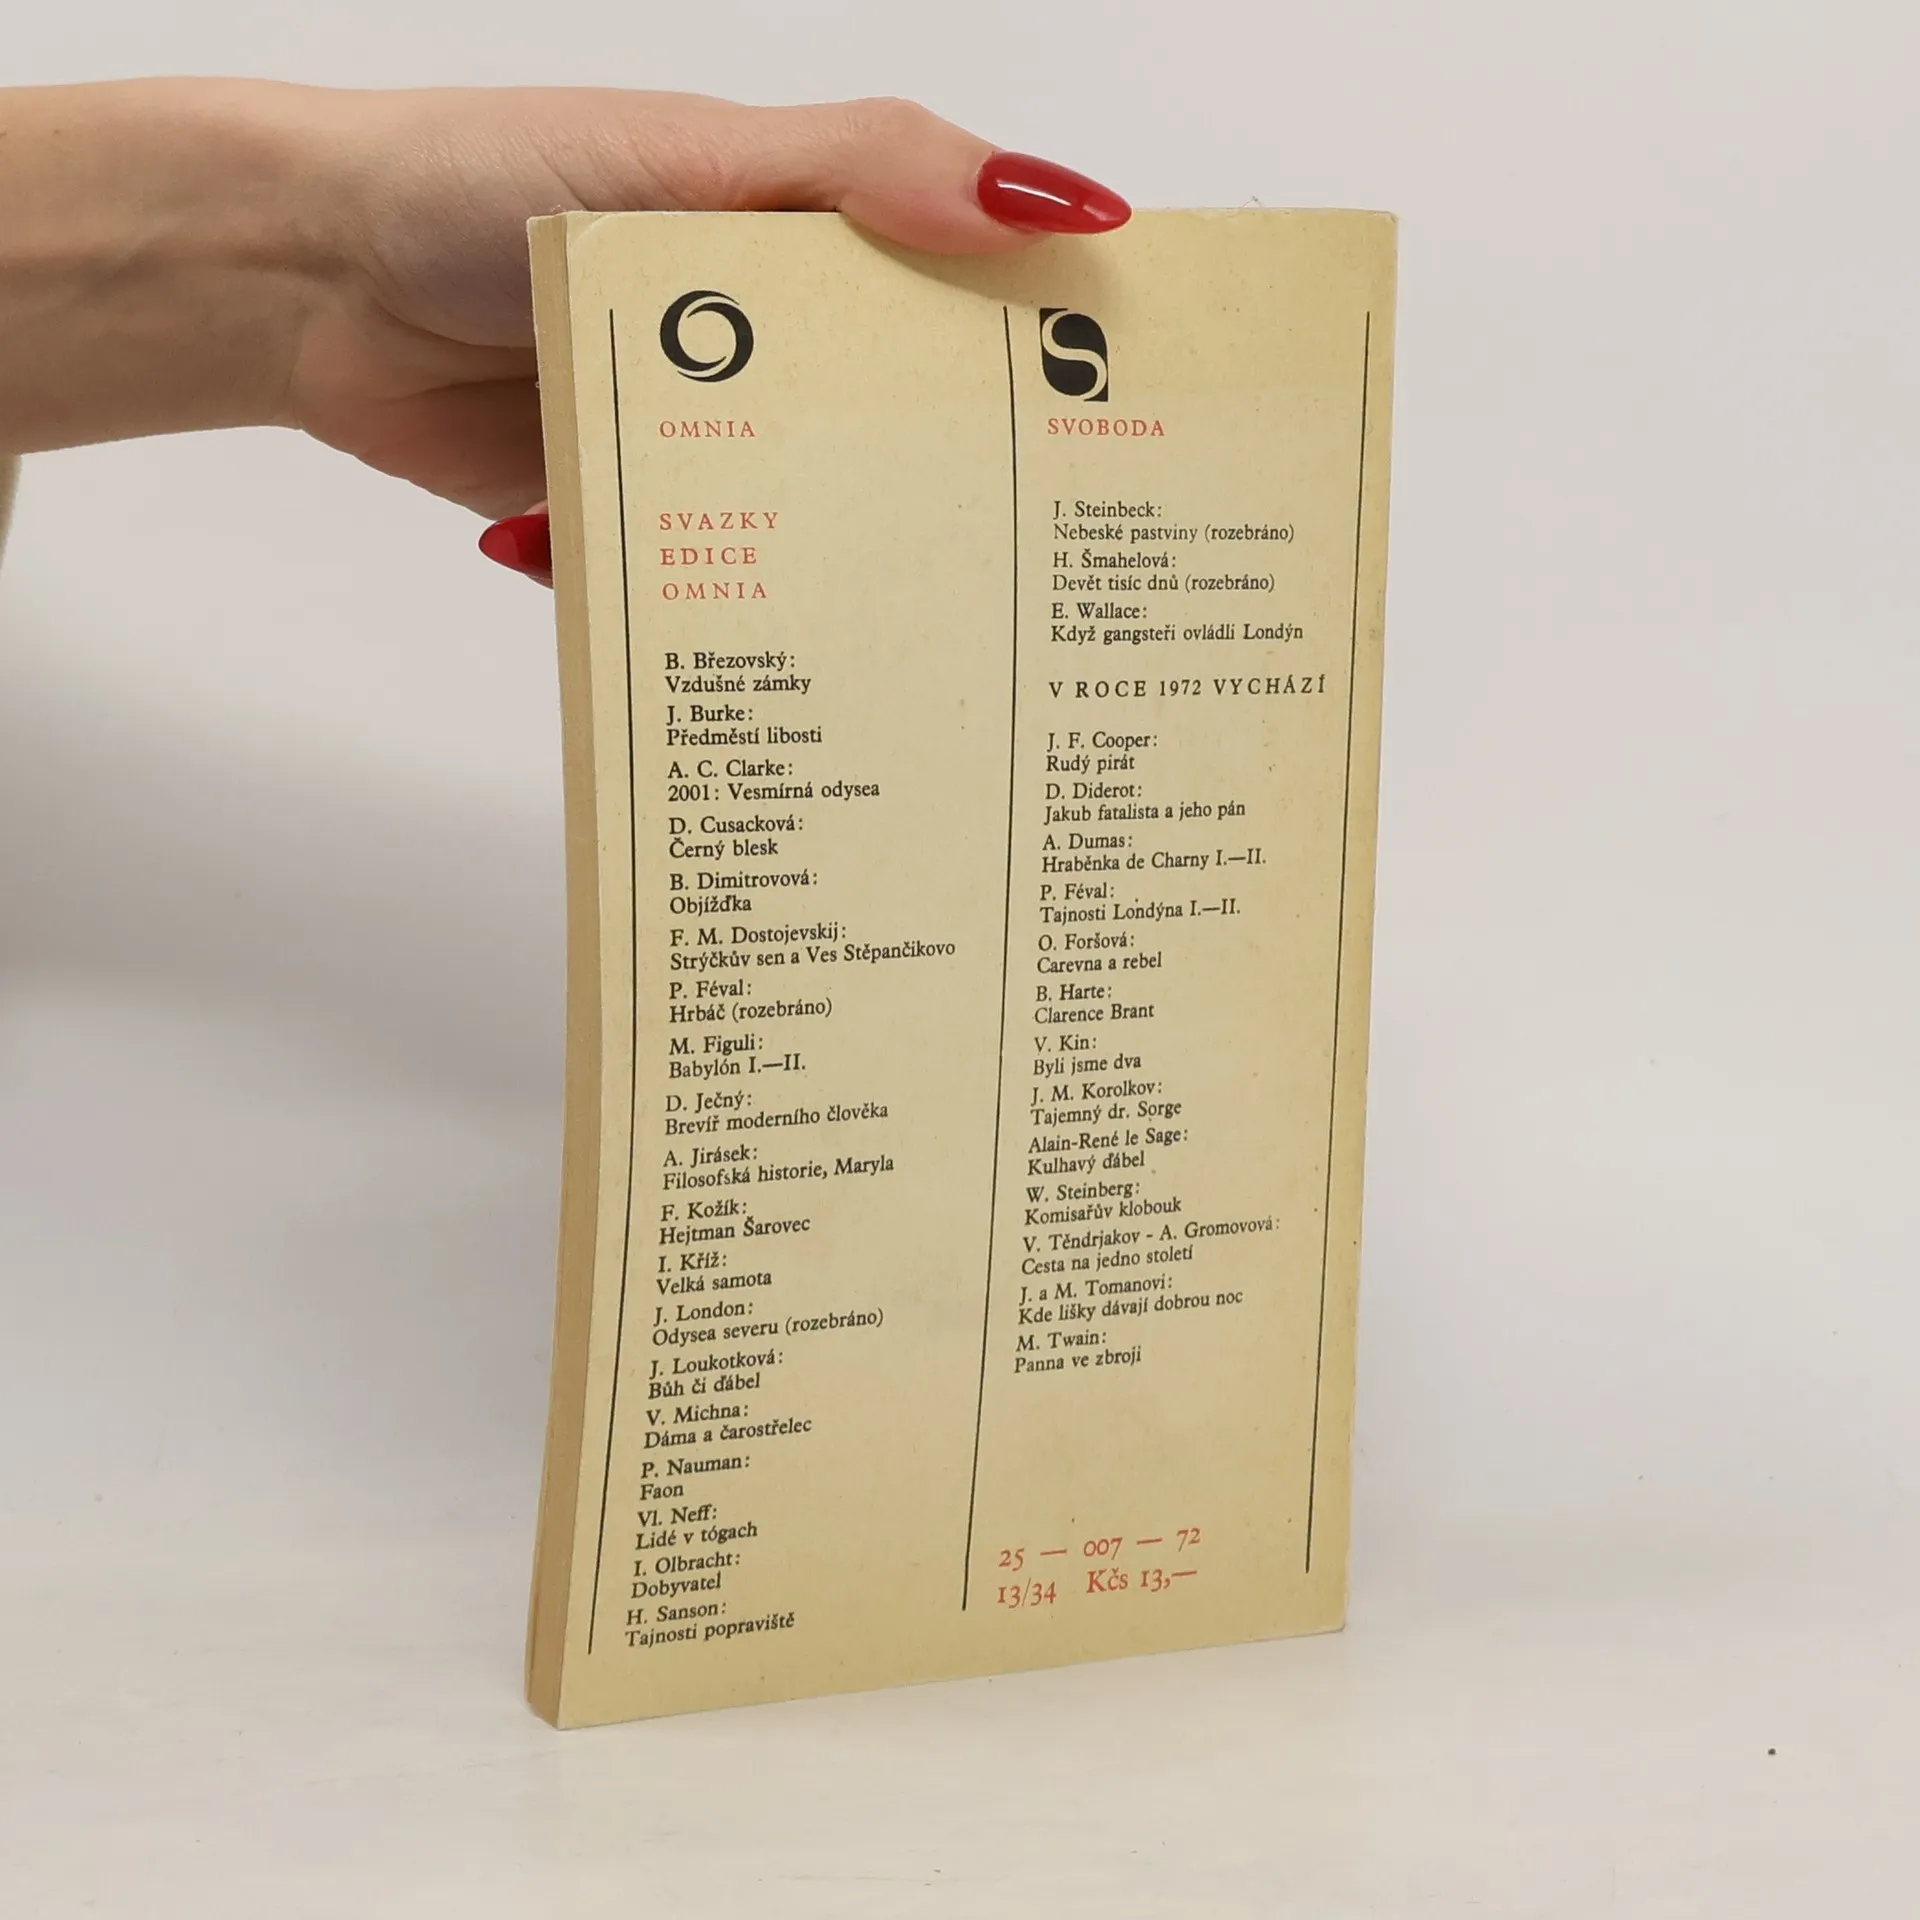 OMNIA
SVAZKY
EDICE
OMNIA
B. Březovský:
Vzdušné zámky
J. Burke:
Předměstí libosti
A. C. Clarke:
2001: Vesmírná odysea
D. Cusacková:
Černý blesk
B. Dimitrovová:
Objížďka
F. M. Dostojevskij:
Strýčkův sen a Ves Stěpančikovo
P. Féval:
Hrbáč (rozebráno)
M. Figuli:
Babylón I.—II.
D. Ječný:
Brevíř moderního člověka
A. Jirásek:
Filosofská historie, Maryla
F. Kožík:
Hejtman Šarovec
I. Kříž:
Velká samota
J. London:
Odysea severu (rozebráno)
J. Loukotková:
Bůh či ďábel
V. Michna:
Dáma a čarostřelec
P. Nauman:
Faon
Vl. Neff:
Lidé v tógach
I. Olbracht:
Dobyvatel
H. Sanson:
Tajnosti popraviště
SVOBODA
J. Steinbeck:
Nebeské pastviny (rozebráno)
H. Šmahelová:
Devět tisíc dnů (rozebráno)
E. Wallace:
Když gangsteři ovládli Londýn
V ROCE 1972 VYCHÁZÍ
J. F. Cooper:
Rudý pirát
D. Diderot:
Jakub fatalista a jeho pán
A. Dumas:
Hraběnka de Charny I.—II.
P. Féval:
Tajnosti Londýna I.—II.
O. Foršová:
Carevna a rebel
B. Harte:
Clarence Brant
V. Kin:
Byli jsme dva
J. M. Korolkov:
Tajemný dr. Sorge
Alain-René le Sage:
Kulhavý ďábel
W. Steinberg:
Komisařův klobouk
V. Těndrjakov - A. Gromovová:
Cesta na jedno století
J. a M. Tomanovi:
Kde lišky dávají dobrou noc
M. Twain:
Panna ve zbroji
25 — 007 — 72
13/34 Kčs 13,—